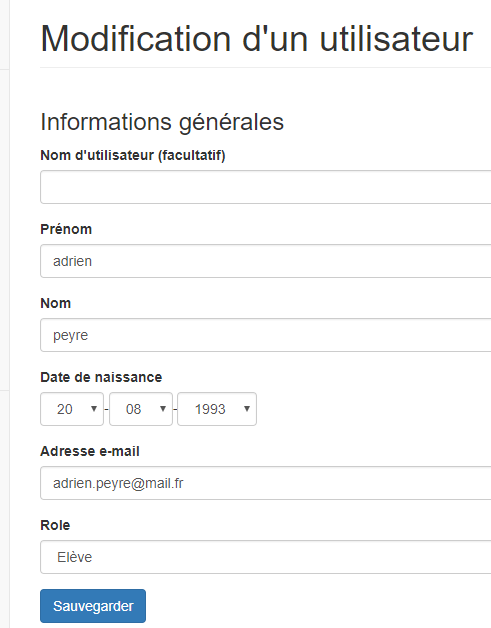 Modification d'un utilisateur
Informations générales
Nom d'utilisateur (facultatif)
Prénom
adrien
Nom
peyre
Date de naissance
20 - 08 - 1993
Adresse e-mail
adrien.peyre@mail.fr
Role
Elève
Sauvegarder